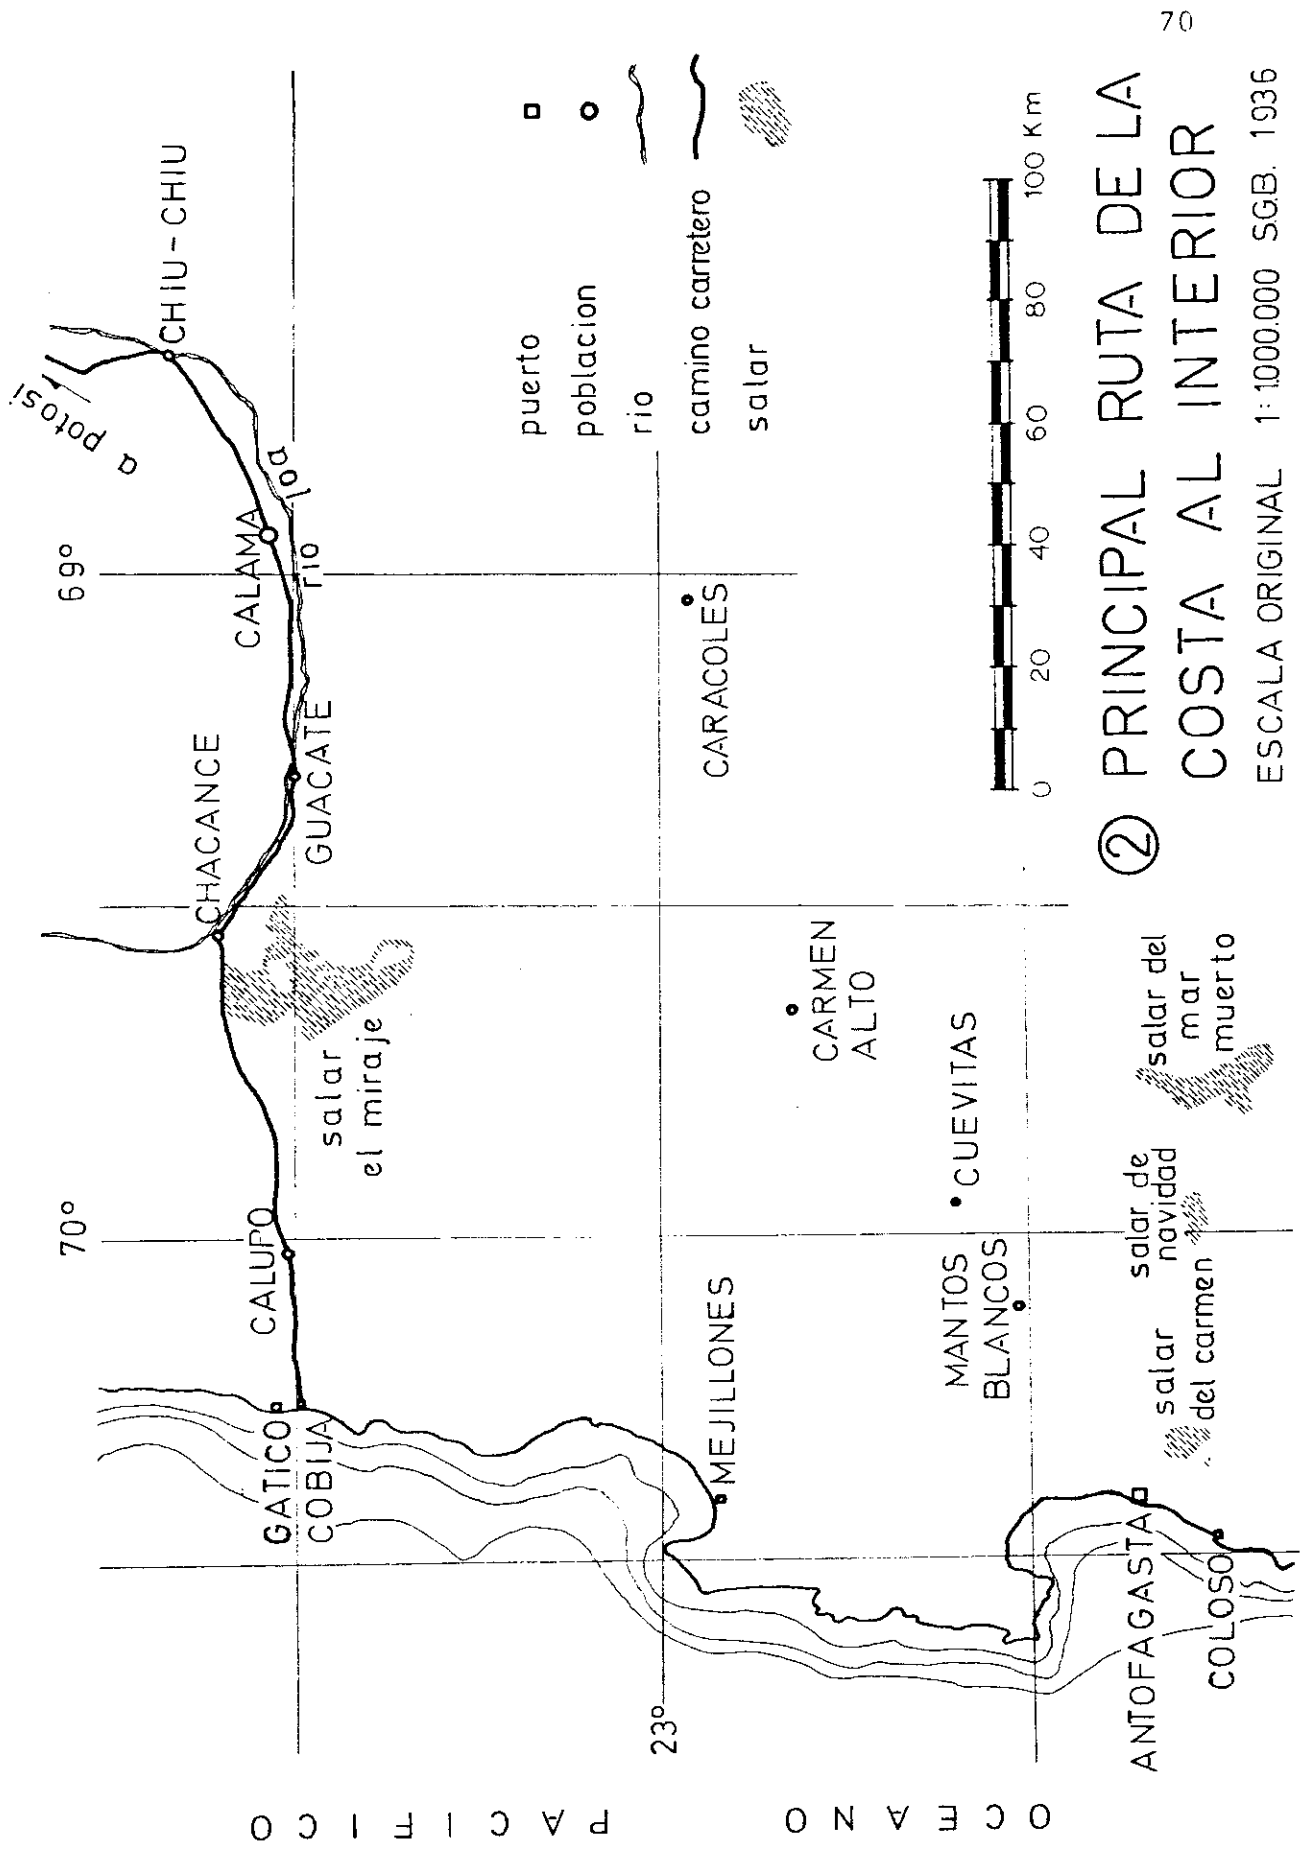 70
69°
70°
23°
a potosi
CHIU-CHIU
CALAMA
rio loa
CHACANCE
GUACATE
CALUPO
GATICO
COBIJA
salar
el miraje
CARACOLES
MEJILLONES
CARMEN
ALTO
CUEVITAS
MANTOS
BLANCOS
ANTOFAGASTA
COLOSO
salar
del carmen
salar de
navidad
salar del
mar
muerto
OCEANO PACIFICO
puerto
poblacion
rio
camino carretero
salar
0 20 40 60 80 100 Km
2 PRINCIPAL RUTA DE LA
COSTA AL INTERIOR
ESCALA ORIGINAL 1:1000.000 S.G.B. 1936